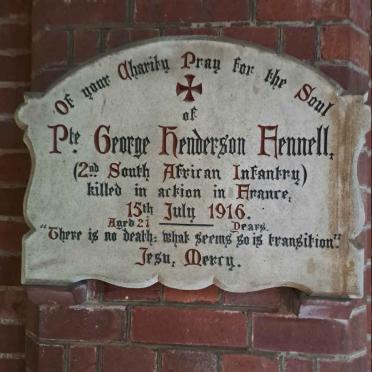 Of your Charity Pray for the Soul
of
Pte. George Henderson Hennell,
(2nd South African Infantry)
killed in action in France,
15th July 1916.
Aged 21 Years.
"There is no death: what seems so is transition".
Jesu, Mercy.